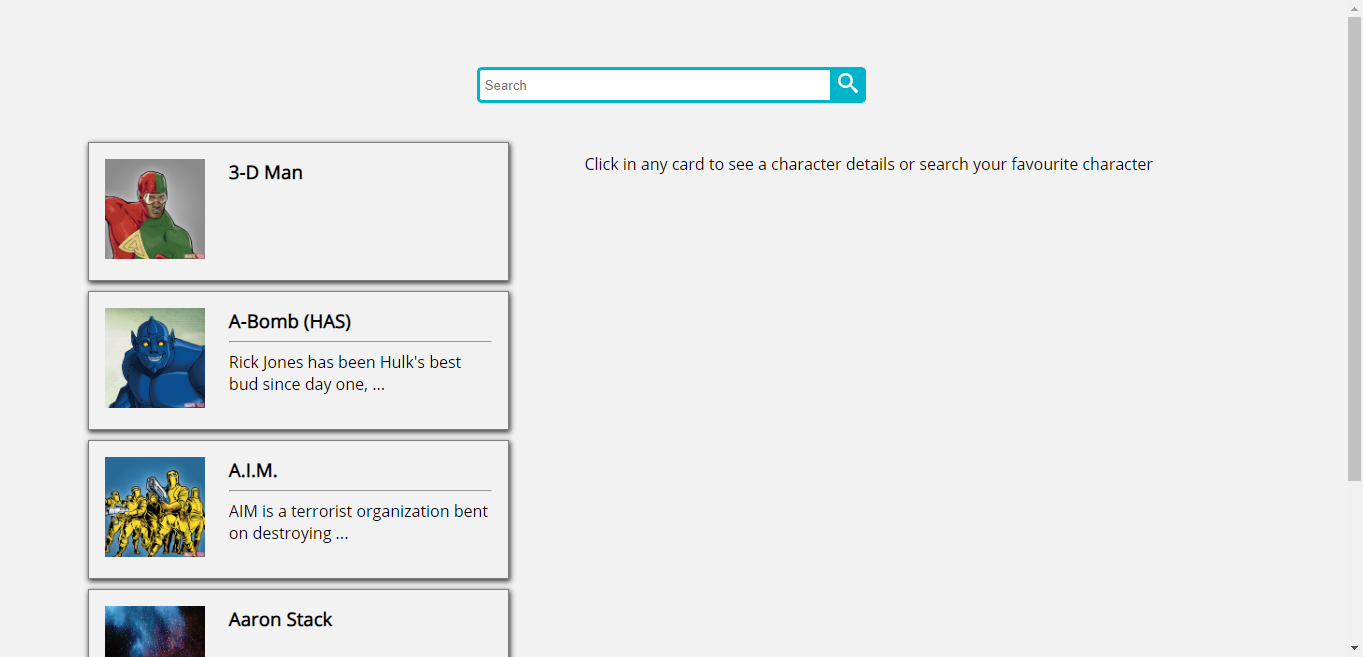 Search
Click in any card to see a character details or search your favourite character
3-D Man
A-Bomb (HAS)
Rick Jones has been Hulk's best
bud since day one, ...
A.I.M.
AIM is a terrorist organization bent
on destroying ...
Aaron Stack